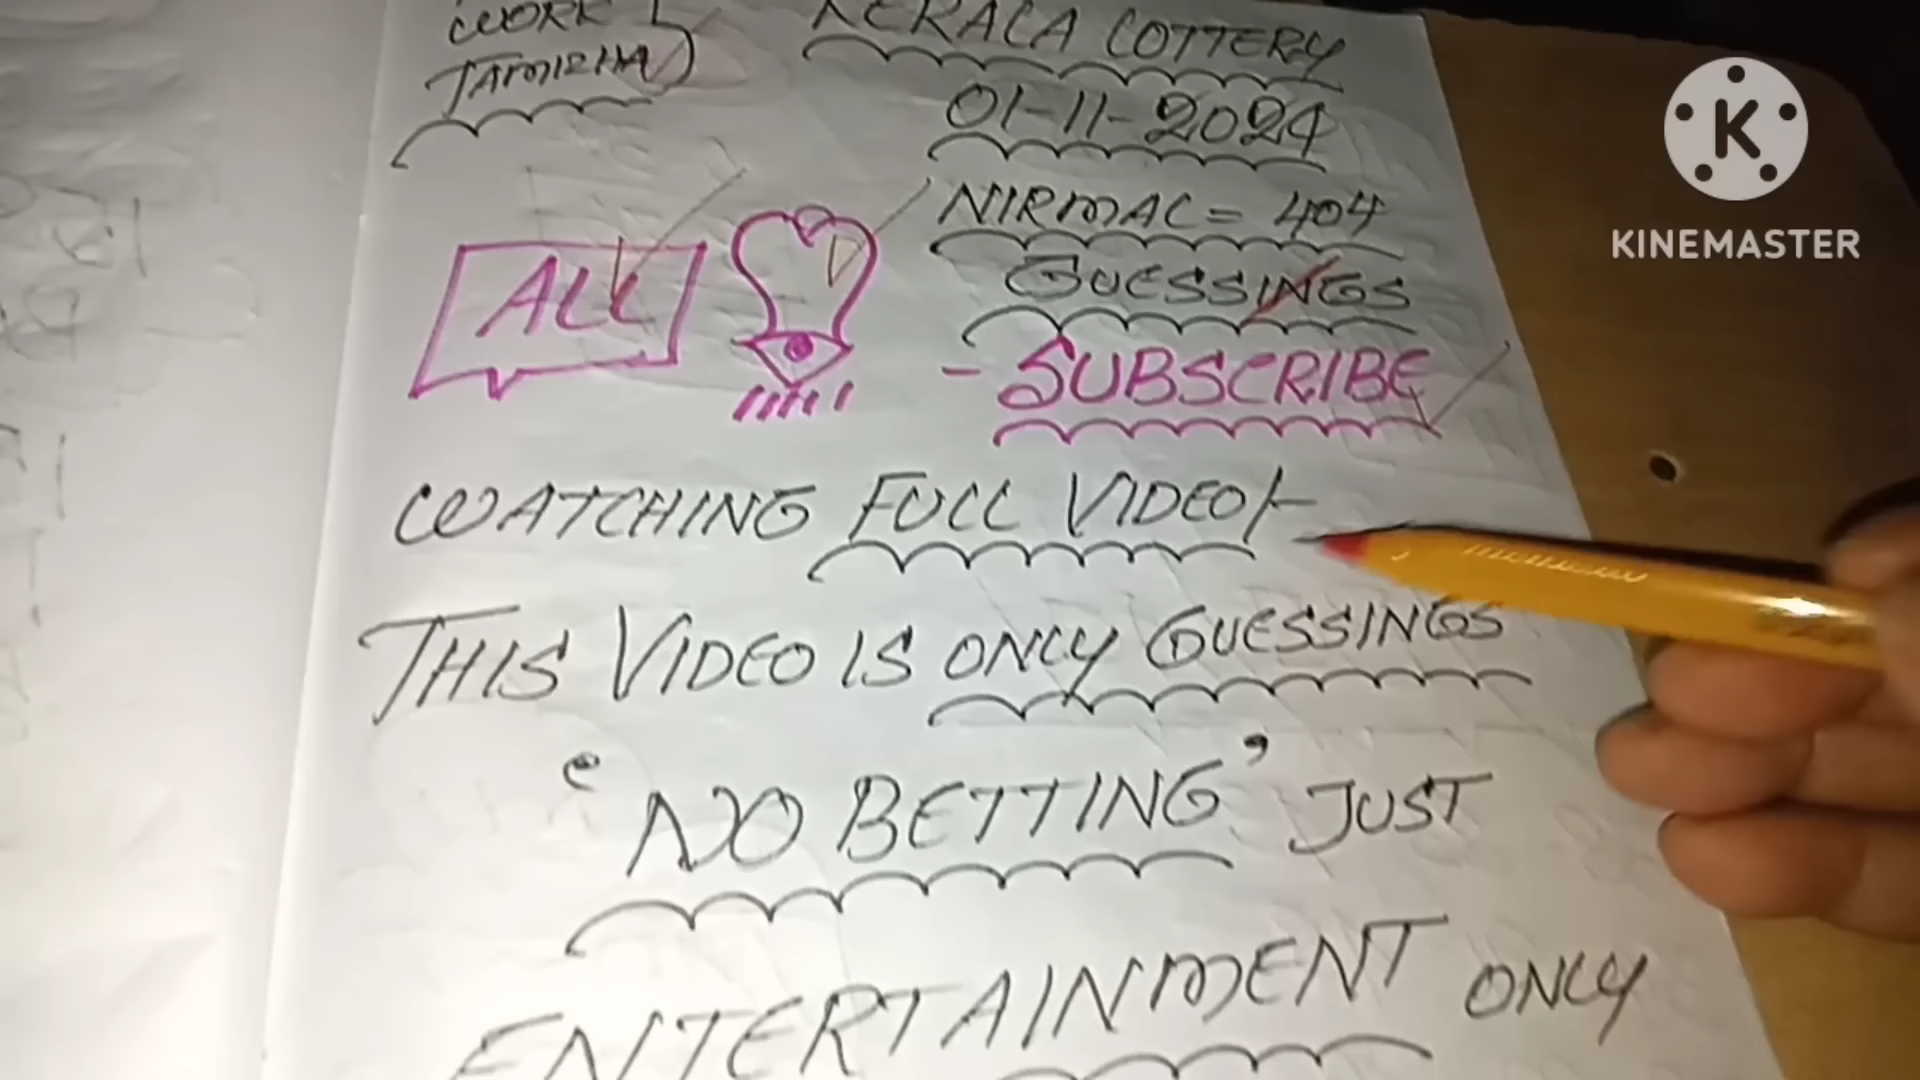 WORK
TAMIZHA
KERALA LOTTERY
01-11-2024
NIRMAL = 404
GUESSINGS
ALL
- SUBSCRIBE
WATCHING FULL VIDEO/-
THIS VIDEO IS ONLY GUESSINGS
'NO BETTING' JUST
ENTERTAINMENT ONLY
K
KINEMASTER